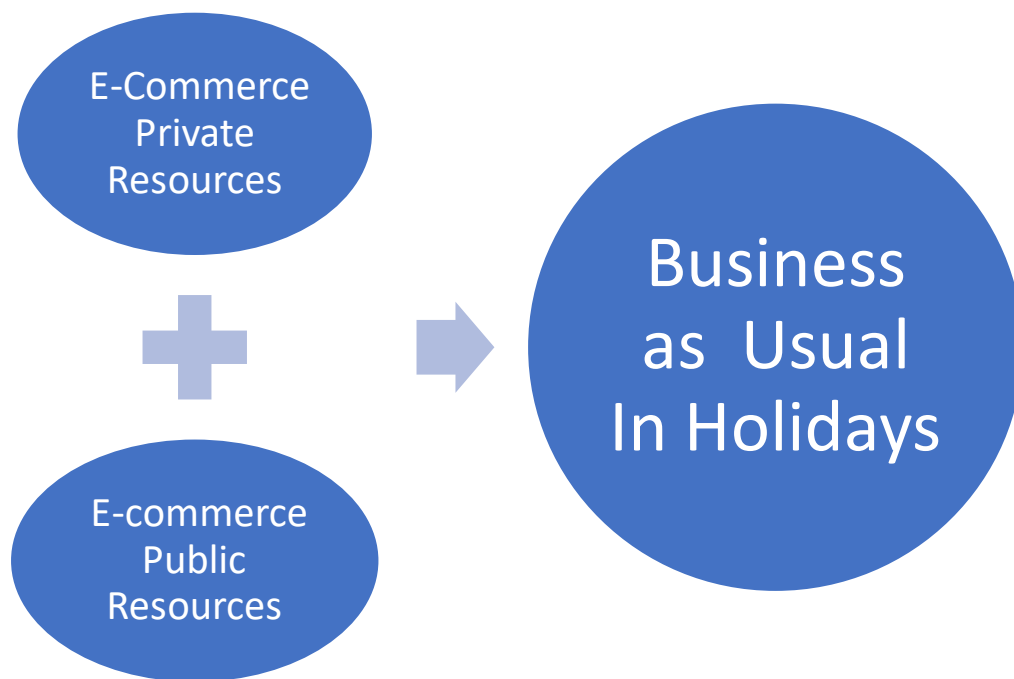 E-Commerce
Private
Resources
E-commerce
Public
Resources
Business
as  Usual
In Holidays